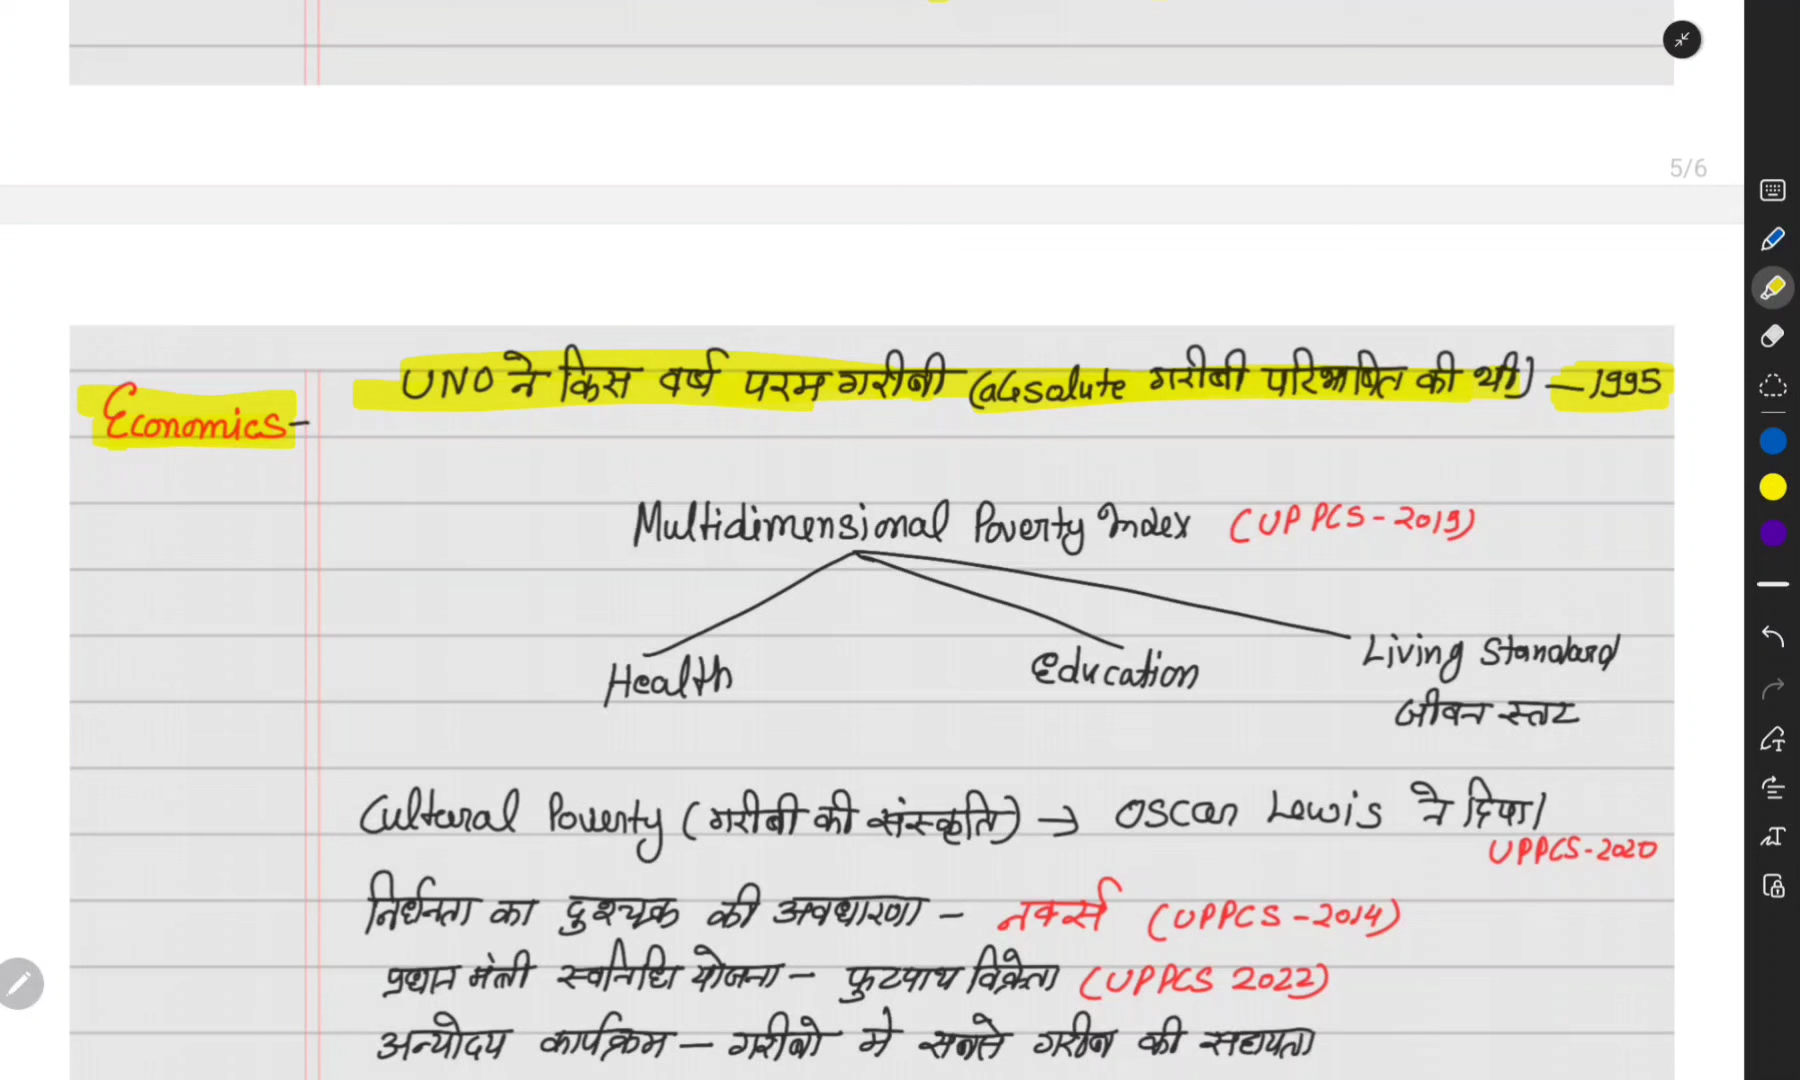 5/6
UNO ने किस वर्ष परम गरीबी (absolute गरीबी परिभाषित की थी) — 1995
Economics -
Multidimensional Poverty Index (UPPCS - 2019)
Health Education Living Standard
जीवन स्तर
Cultural Poverty (गरीबी की संस्कृति) → Oscar Lewis ने दिया।
UPPCS-2020
निर्धनता का दुश्चक्र की अवधारणा - नर्क्स (UPPCS - 2014)
प्रधान मंत्री स्वनिधि योजना - फुटपाथ विक्रेता (UPPCS 2022)
अन्योदय कार्यक्रम - गरीबो में सबसे गरीब की सहायता